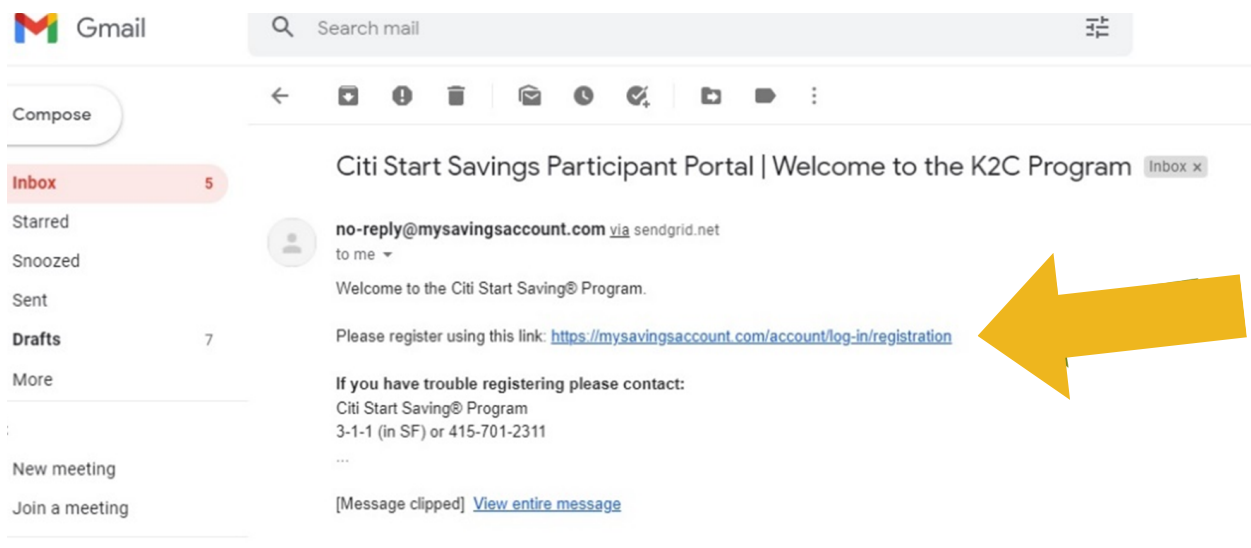 Gmail
Search mail
Compose
Inbox 5
Starred
Snoozed
Sent
Drafts 7
More
New meeting
Join a meeting
Citi Start Savings Participant Portal | Welcome to the K2C Program Inbox x
no-reply@mysavingsaccount.com via sendgrid.net
to me
Welcome to the Citi Start Saving® Program.
Please register using this link: https://mysavingsaccount.com/account/log-in/registration
If you have trouble registering please contact:
Citi Start Saving® Program
3-1-1 (in SF) or 415-701-2311
...
[Message clipped] View entire message